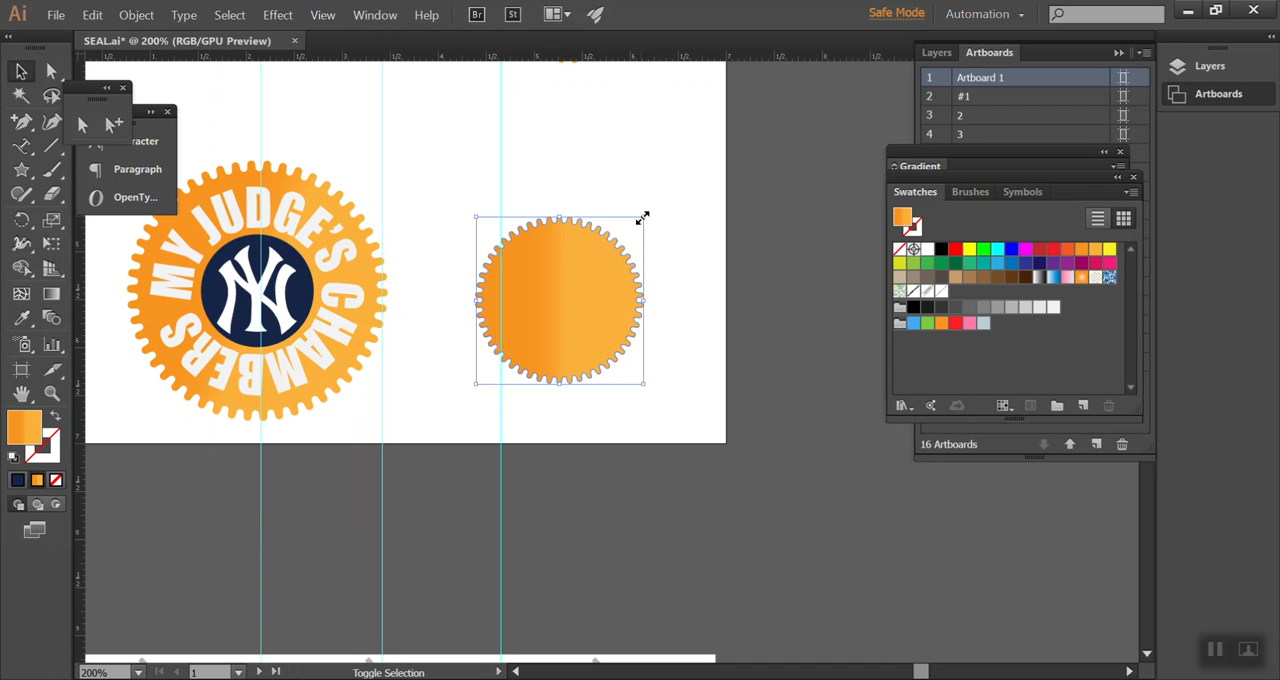 Ai File Edit Object Type Select Effect View Window Help Br St Safe Mode Automation
SEAL.ai* @ 200% (RGB/GPU Preview) ×
Layers Artboards
1 Artboard 1
2 #1
3 2
4 3
Layers
Artboards
aracter
Paragraph
OpenTy...
Gradient
Swatches Brushes Symbols
MY JUDGE'S CHAMBERS
NY
16 Artboards
200% 1 Toggle Selection